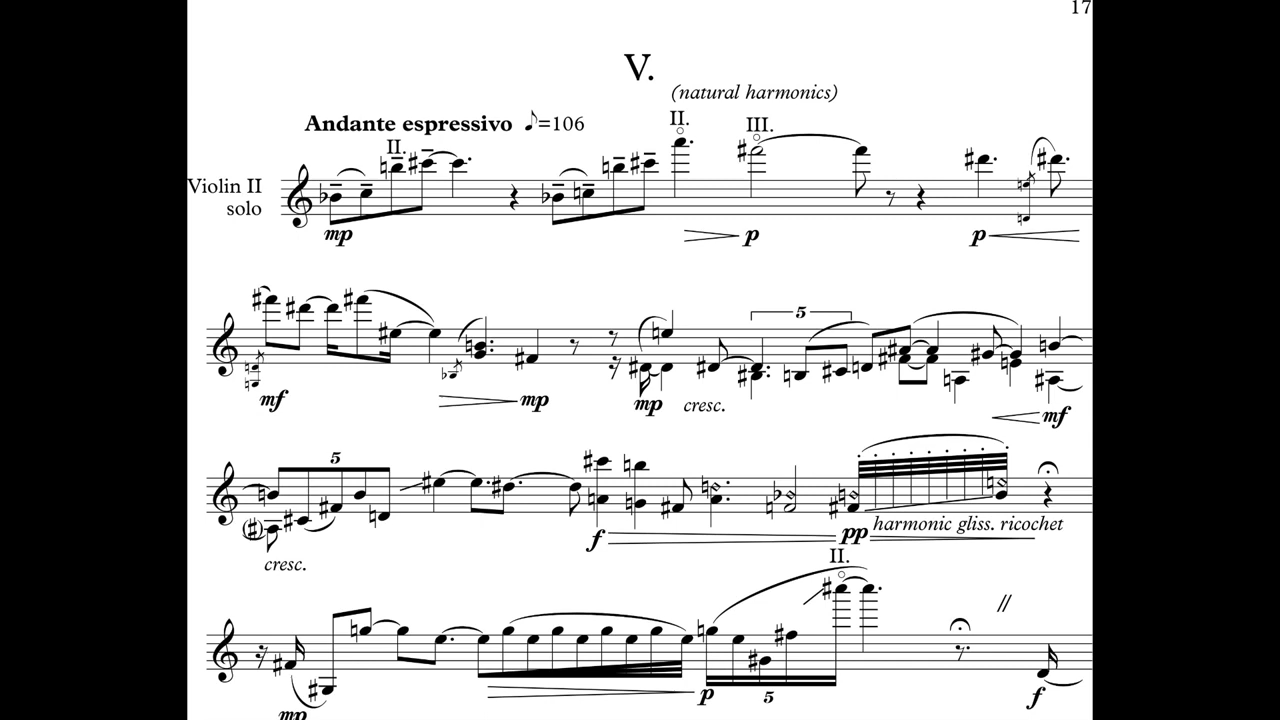 17
V.
(natural harmonics)
Andante espressivo ♪=106
II. II. III.
Violin II
solo
mp p p
5
mf mp mp cresc. mf
5
f pp harmonic gliss. ricochet
cresc.
II.
//
mp p 5 f